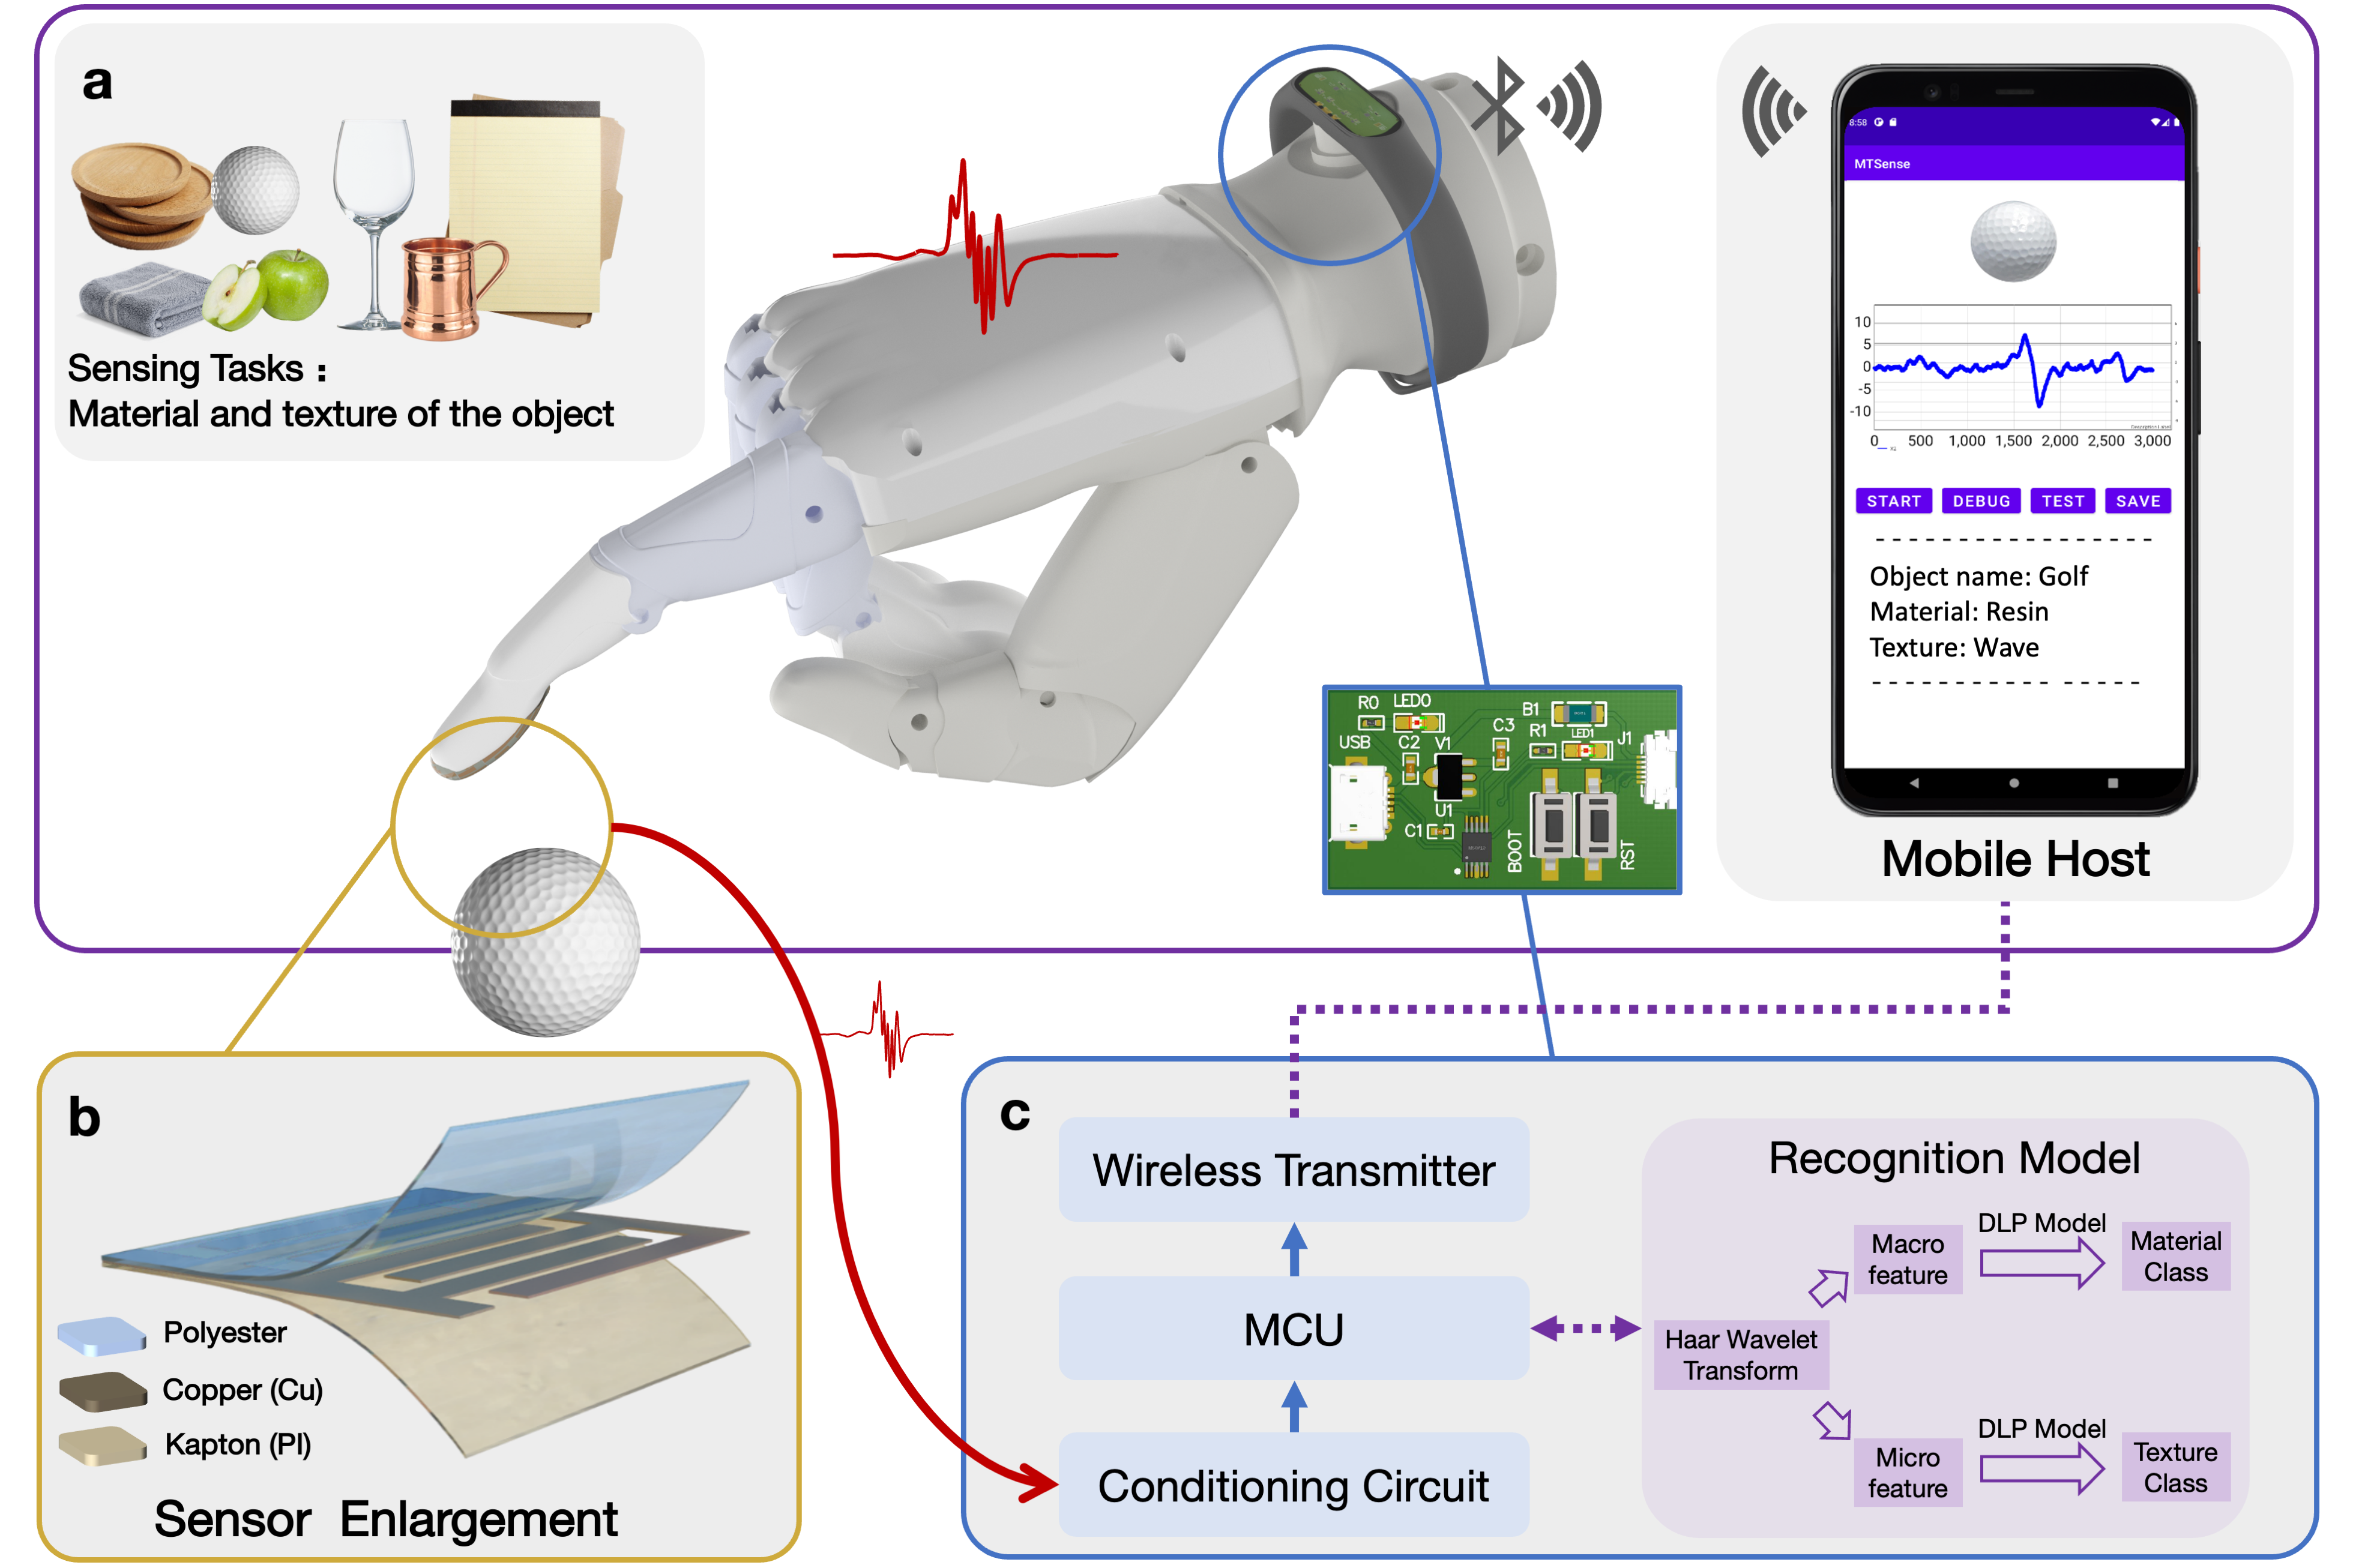 a
Sensing Tasks :
Material and texture of the object
8:58
MTSense
10
5
0
-5
-10
0 500 1,000 1,500 2,000 2,500 3,000
START DEBUG TEST SAVE
Object name: Golf
Material: Resin
Texture: Wave
Mobile Host
R0 LED0
B1
C3
R1 LED1 J1
USB C2 V1
U1
C1
BOOT
RST
b
Polyester
Copper (Cu)
Kapton (PI)
Sensor Enlargement
c
Wireless Transmitter
MCU
Conditioning Circuit
Recognition Model
Haar Wavelet
Transform
Macro
feature
DLP Model
Material
Class
Micro
feature
DLP Model
Texture
Class